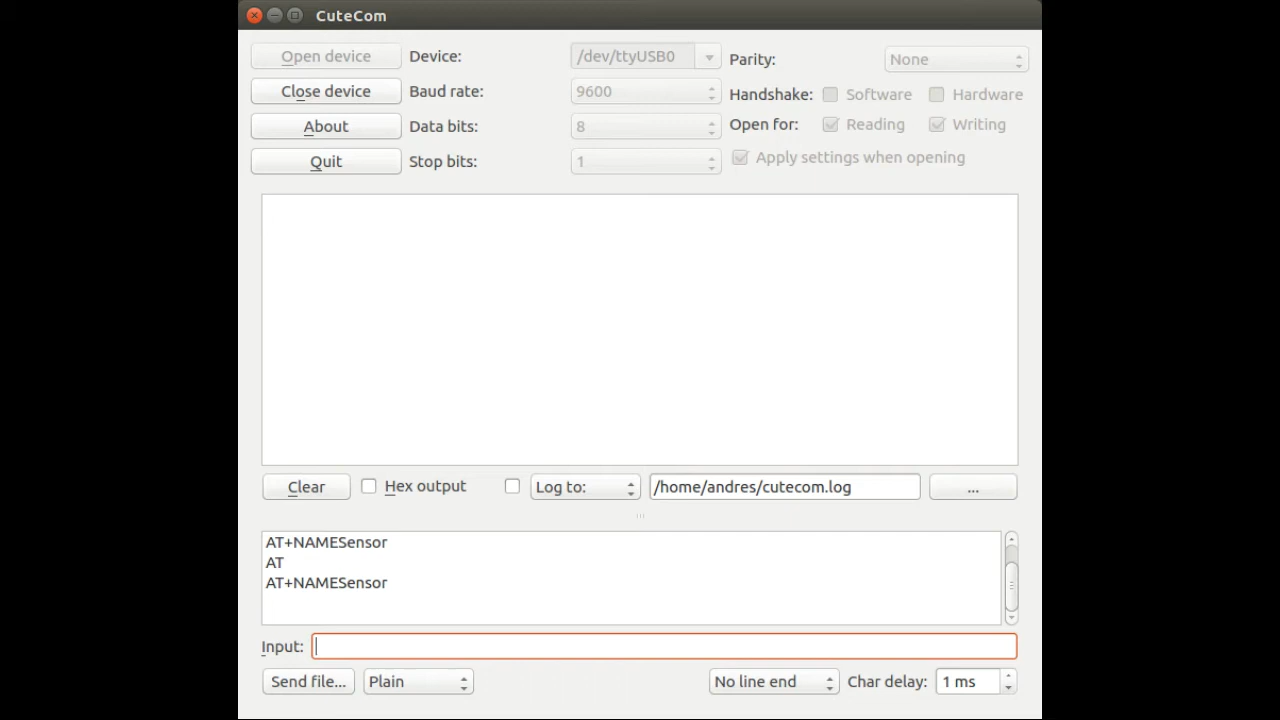 CuteCom
Open device Device: /dev/ttyUSB0 Parity: None
Close device Baud rate: 9600 Handshake: Software Hardware
About Data bits: 8 Open for: Reading Writing
Quit Stop bits: 1 Apply settings when opening
Clear Hex output Log to: /home/andres/cutecom.log ...
AT+NAMESensor
AT
AT+NAMESensor
Input:
Send file... Plain No line end Char delay: 1 ms